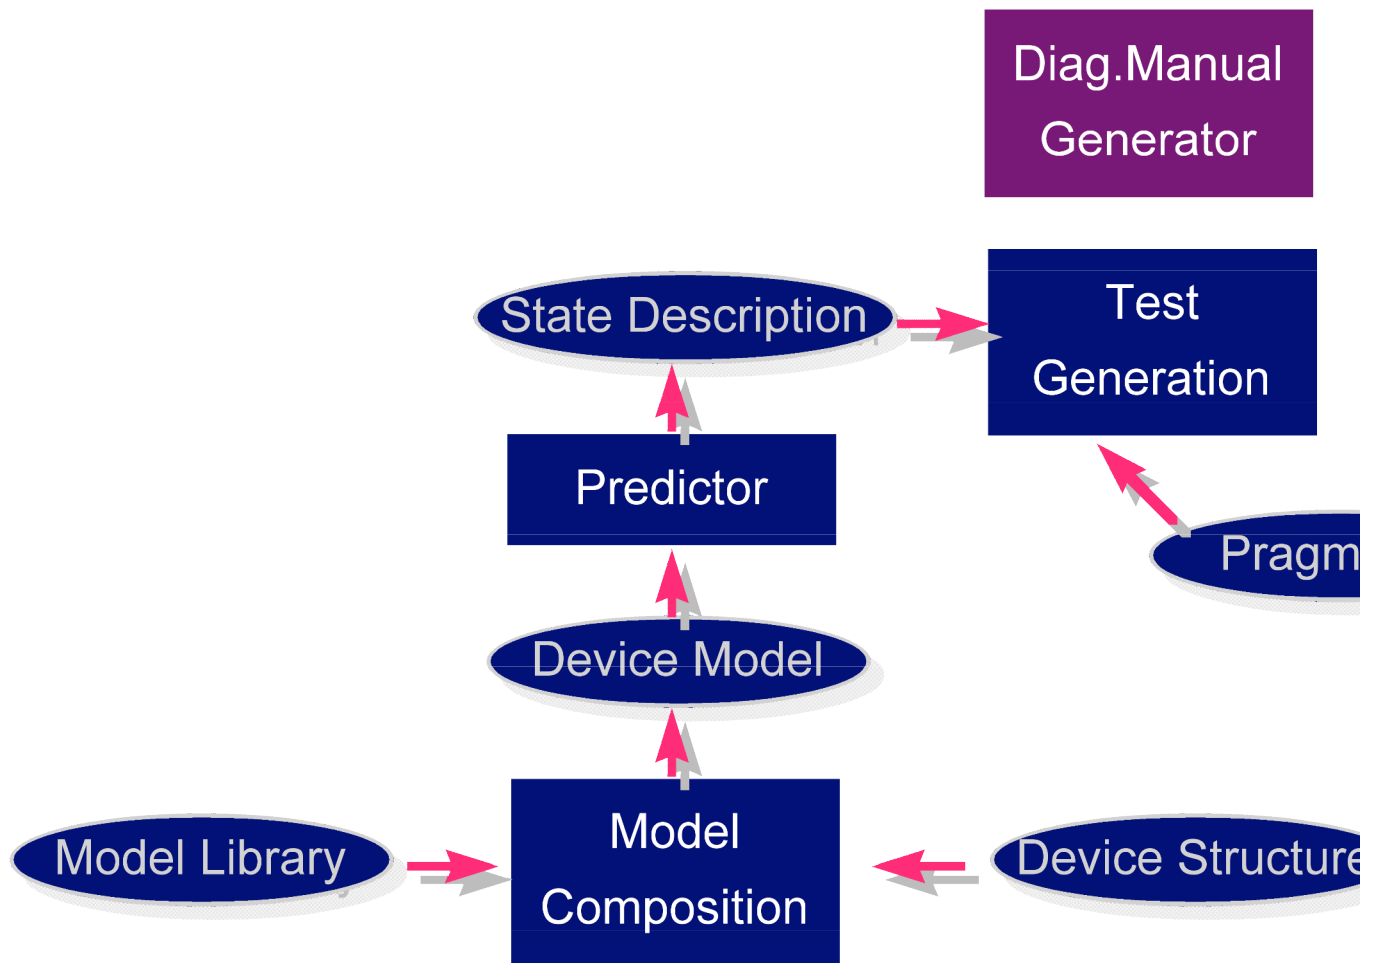 Diag.Manual
Generator
State Description
Test
Generation
Predictor
Pragm
Device Model
Model Library
Model
Composition
Device Structure